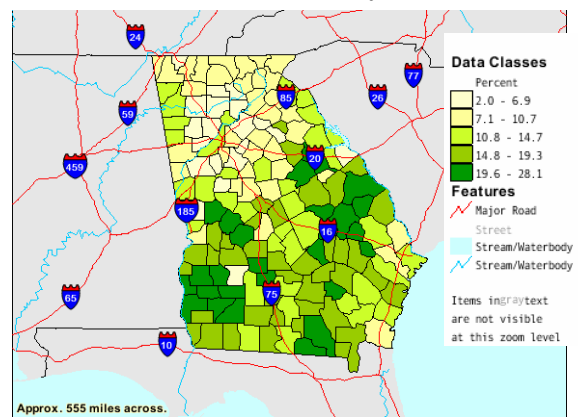 24
77
59
85
26
459
20
185
16
65
75
10
Approx. 555 miles across.
Data Classes
Percent
2.0 - 6.9
7.1 - 10.7
10.8 - 14.7
14.8 - 19.3
19.6 - 28.1
Features
Major Road
Street
Stream/Waterbody
Stream/Waterbody
Items in gray text
are not visible
at this zoom level